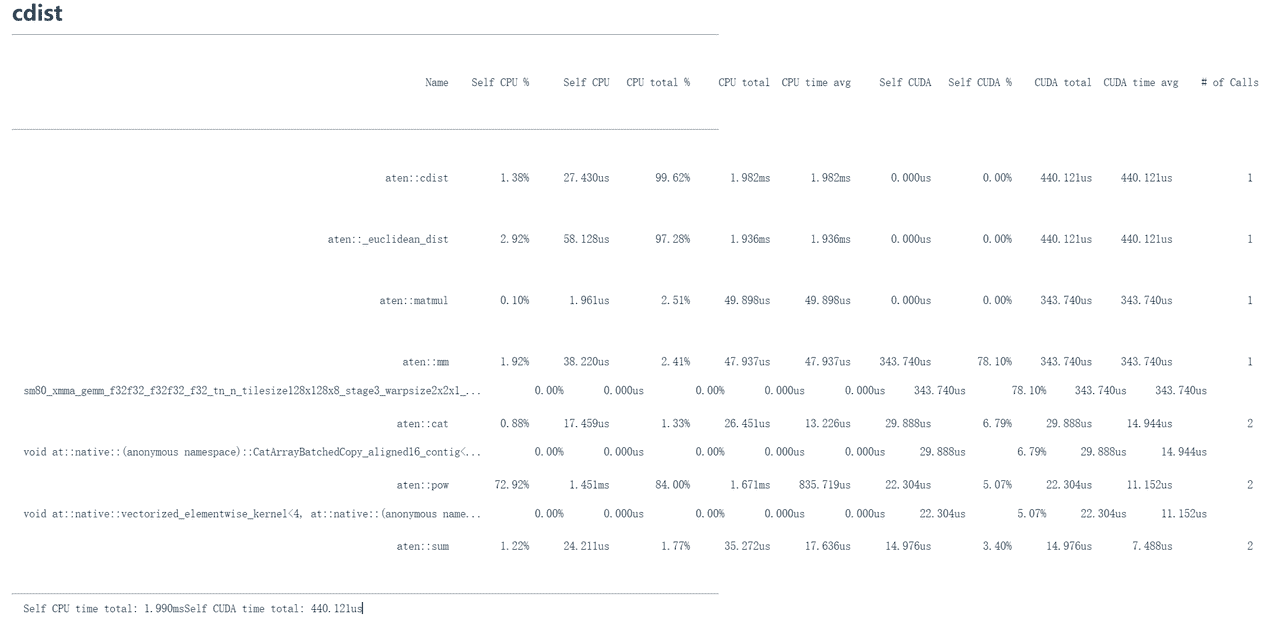 cdist
Name Self CPU % Self CPU CPU total % CPU total CPU time avg Self CUDA Self CUDA % CUDA total CUDA time avg # of Calls
aten::cdist 1.38% 27.430us 99.62% 1.982ms 1.982ms 0.000us 0.00% 440.121us 440.121us 1
aten::_euclidean_dist 2.92% 58.128us 97.28% 1.936ms 1.936ms 0.000us 0.00% 440.121us 440.121us 1
aten::matmul 0.10% 1.961us 2.51% 49.898us 49.898us 0.000us 0.00% 343.740us 343.740us 1
aten::mm 1.92% 38.220us 2.41% 47.937us 47.937us 343.740us 78.10% 343.740us 343.740us 1
sm80_xmma_gemm_f32f32_f32f32_f32_tn_n_tilesize128x128x8_stage3_warpsize2x2x1_... 0.00% 0.000us 0.00% 0.000us 0.000us 343.740us 78.10% 343.740us 343.740us
aten::cat 0.88% 17.459us 1.33% 26.451us 13.226us 29.888us 6.79% 29.888us 14.944us 2
void at::native::(anonymous namespace)::CatArrayBatchedCopy_aligned16_contig<... 0.00% 0.000us 0.00% 0.000us 0.000us 29.888us 6.79% 29.888us 14.944us
aten::pow 72.92% 1.451ms 84.00% 1.671ms 835.719us 22.304us 5.07% 22.304us 11.152us 2
void at::native::vectorized_elementwise_kernel<4, at::native::(anonymous name... 0.00% 0.000us 0.00% 0.000us 0.000us 22.304us 5.07% 22.304us 11.152us
aten::sum 1.22% 24.211us 1.77% 35.272us 17.636us 14.976us 3.40% 14.976us 7.488us 2
Self CPU time total: 1.990msSelf CUDA time total: 440.121us